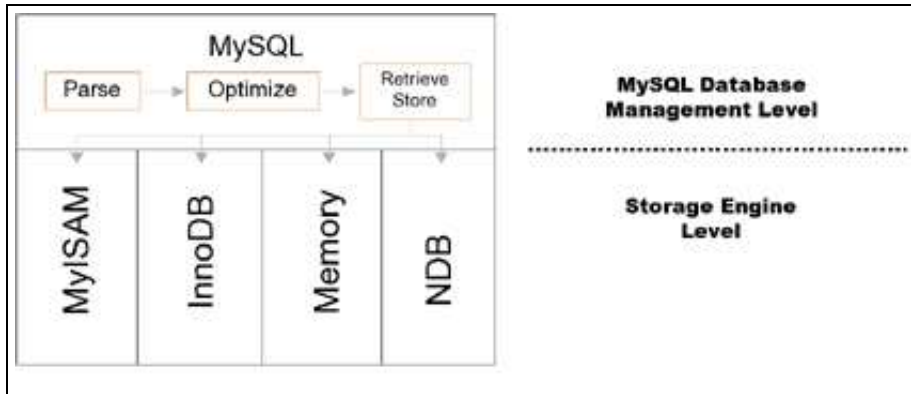 MySQL
Parse
Optimize
Retrieve
Store
MySQL Database
Management Level
MyISAM
InnoDB
Memory
NDB
Storage Engine
Level